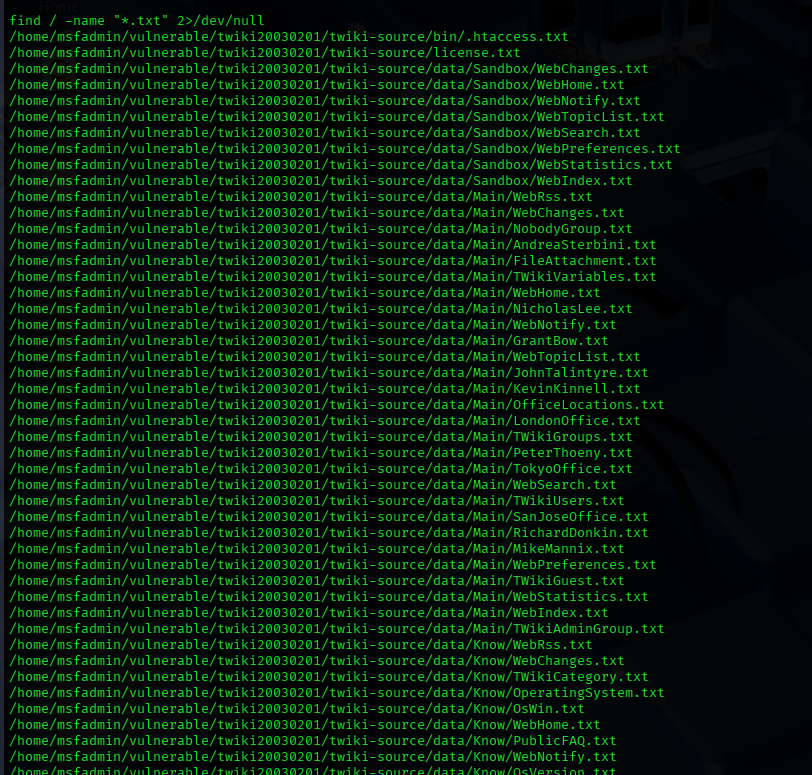 Home
find / -name "*.txt" 2>/dev/null
/home/msfadmin/vulnerable/twiki20030201/twiki-source/bin/.htaccess.txt
/home/msfadmin/vulnerable/twiki20030201/twiki-source/license.txt
/home/msfadmin/vulnerable/twiki20030201/twiki-source/data/Sandbox/WebChanges.txt
/home/msfadmin/vulnerable/twiki20030201/twiki-source/data/Sandbox/WebHome.txt
/home/msfadmin/vulnerable/twiki20030201/twiki-source/data/Sandbox/WebNotify.txt
/home/msfadmin/vulnerable/twiki20030201/twiki-source/data/Sandbox/WebTopicList.txt
/home/msfadmin/vulnerable/twiki20030201/twiki-source/data/Sandbox/WebSearch.txt
/home/msfadmin/vulnerable/twiki20030201/twiki-source/data/Sandbox/WebPreferences.txt
/home/msfadmin/vulnerable/twiki20030201/twiki-source/data/Sandbox/WebStatistics.txt
/home/msfadmin/vulnerable/twiki20030201/twiki-source/data/Sandbox/WebIndex.txt
/home/msfadmin/vulnerable/twiki20030201/twiki-source/data/Main/WebRss.txt
/home/msfadmin/vulnerable/twiki20030201/twiki-source/data/Main/WebChanges.txt
/home/msfadmin/vulnerable/twiki20030201/twiki-source/data/Main/NobodyGroup.txt
/home/msfadmin/vulnerable/twiki20030201/twiki-source/data/Main/AndreaSterbini.txt
/home/msfadmin/vulnerable/twiki20030201/twiki-source/data/Main/FileAttachment.txt
/home/msfadmin/vulnerable/twiki20030201/twiki-source/data/Main/TWikiVariables.txt
/home/msfadmin/vulnerable/twiki20030201/twiki-source/data/Main/WebHome.txt
/home/msfadmin/vulnerable/twiki20030201/twiki-source/data/Main/NicholasLee.txt
/home/msfadmin/vulnerable/twiki20030201/twiki-source/data/Main/WebNotify.txt
/home/msfadmin/vulnerable/twiki20030201/twiki-source/data/Main/GrantBow.txt
/home/msfadmin/vulnerable/twiki20030201/twiki-source/data/Main/WebTopicList.txt
/home/msfadmin/vulnerable/twiki20030201/twiki-source/data/Main/JohnTalintyre.txt
/home/msfadmin/vulnerable/twiki20030201/twiki-source/data/Main/KevinKinnell.txt
/home/msfadmin/vulnerable/twiki20030201/twiki-source/data/Main/OfficeLocations.txt
/home/msfadmin/vulnerable/twiki20030201/twiki-source/data/Main/LondonOffice.txt
/home/msfadmin/vulnerable/twiki20030201/twiki-source/data/Main/TWikiGroups.txt
/home/msfadmin/vulnerable/twiki20030201/twiki-source/data/Main/PeterThoeny.txt
/home/msfadmin/vulnerable/twiki20030201/twiki-source/data/Main/TokyoOffice.txt
/home/msfadmin/vulnerable/twiki20030201/twiki-source/data/Main/WebSearch.txt
/home/msfadmin/vulnerable/twiki20030201/twiki-source/data/Main/TWikiUsers.txt
/home/msfadmin/vulnerable/twiki20030201/twiki-source/data/Main/SanJoseOffice.txt
/home/msfadmin/vulnerable/twiki20030201/twiki-source/data/Main/RichardDonkin.txt
/home/msfadmin/vulnerable/twiki20030201/twiki-source/data/Main/MikeMannix.txt
/home/msfadmin/vulnerable/twiki20030201/twiki-source/data/Main/WebPreferences.txt
/home/msfadmin/vulnerable/twiki20030201/twiki-source/data/Main/TWikiGuest.txt
/home/msfadmin/vulnerable/twiki20030201/twiki-source/data/Main/WebStatistics.txt
/home/msfadmin/vulnerable/twiki20030201/twiki-source/data/Main/WebIndex.txt
/home/msfadmin/vulnerable/twiki20030201/twiki-source/data/Main/TWikiAdminGroup.txt
/home/msfadmin/vulnerable/twiki20030201/twiki-source/data/Know/WebRss.txt
/home/msfadmin/vulnerable/twiki20030201/twiki-source/data/Know/WebChanges.txt
/home/msfadmin/vulnerable/twiki20030201/twiki-source/data/Know/TWikiCategory.txt
/home/msfadmin/vulnerable/twiki20030201/twiki-source/data/Know/OperatingSystem.txt
/home/msfadmin/vulnerable/twiki20030201/twiki-source/data/Know/OsWin.txt
/home/msfadmin/vulnerable/twiki20030201/twiki-source/data/Know/WebHome.txt
/home/msfadmin/vulnerable/twiki20030201/twiki-source/data/Know/PublicFAQ.txt
/home/msfadmin/vulnerable/twiki20030201/twiki-source/data/Know/WebNotify.txt
/home/msfadmin/vulnerable/twiki20030201/twiki-source/data/Know/OsVersion.txt